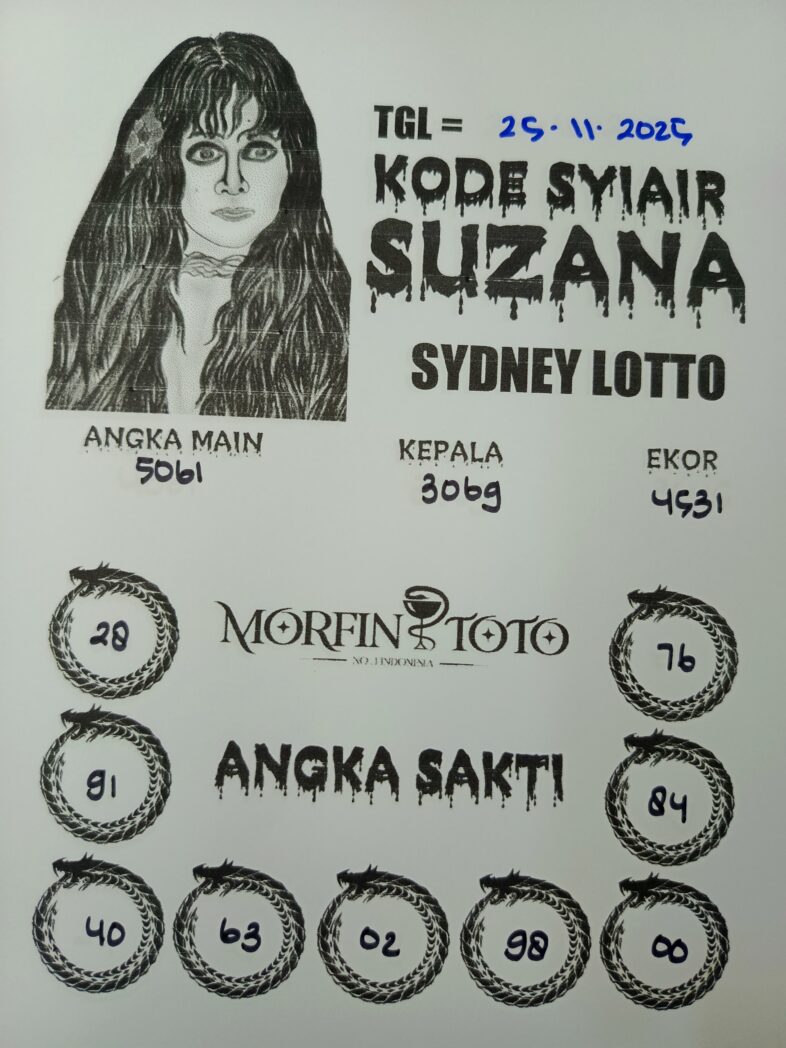 TGL = 25.11.2025
KODE SYIAIR
SUZANA
SYDNEY LOTTO
ANGKA MAIN
5061
KEPALA
3069
EKOR
4531
28
MORFIN TOTO
NO. 1 INDONESIA
76
91
ANGKA SAKTI
84
40
63
02
98
00